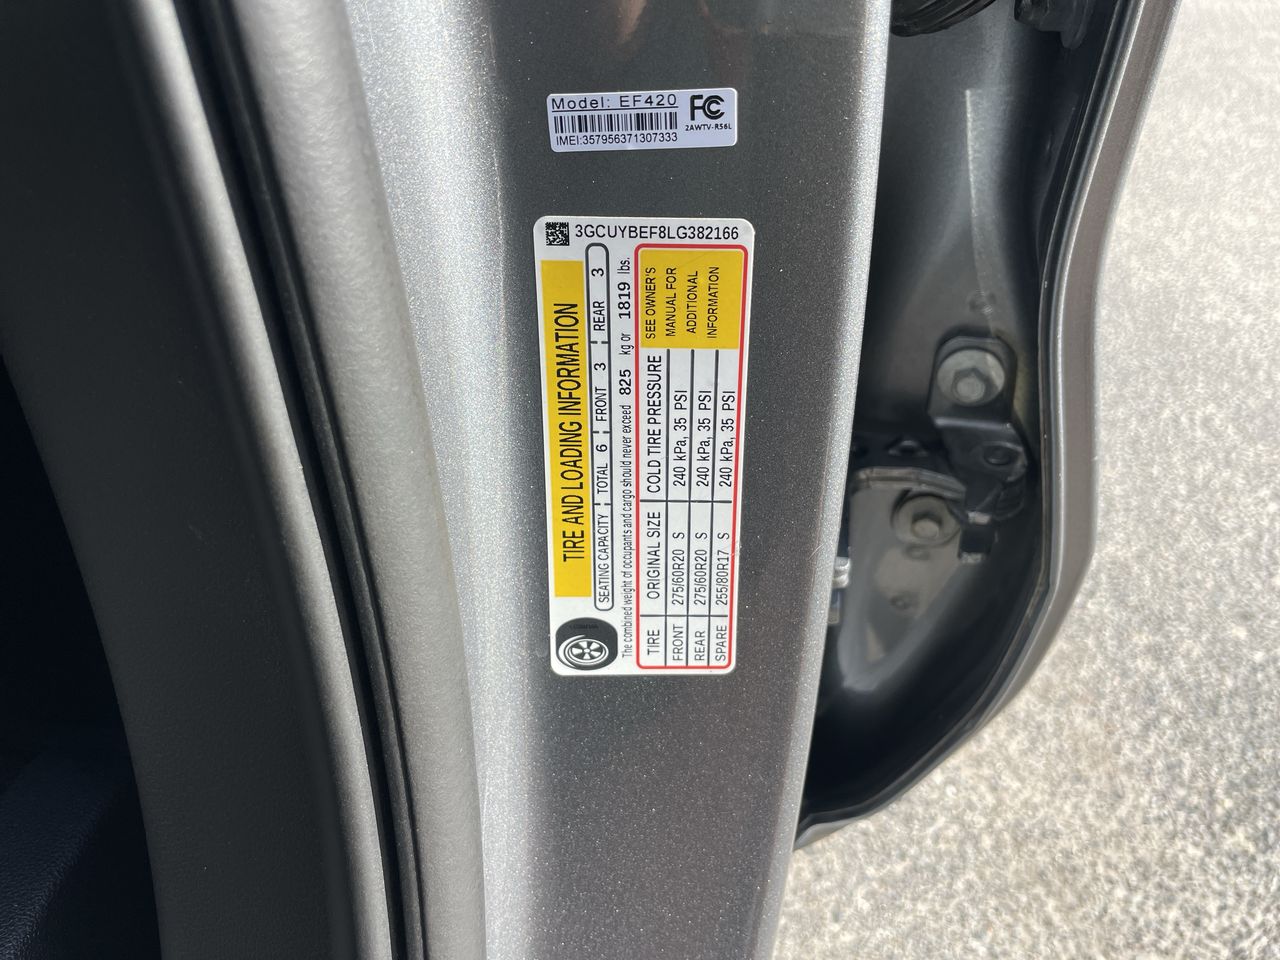 Model: EF420
FC
2AWTV-R56L
IMEI:357956371307333
3GCUYBEF8LG382166
TIRE AND LOADING INFORMATION
SEATING CAPACITY TOTAL 6 FRONT 3 REAR 3
The combined weight of occupants and cargo should never exceed 825 kg or 1819 lbs.
TIRE ORIGINAL SIZE COLD TIRE PRESSURE
FRONT 275/60R20 S 240 kPa, 35 PSI
REAR 275/60R20 S 240 kPa, 35 PSI
SPARE 255/80R17 S 240 kPa, 35 PSI
SEE OWNER'S
MANUAL FOR
ADDITIONAL
INFORMATION